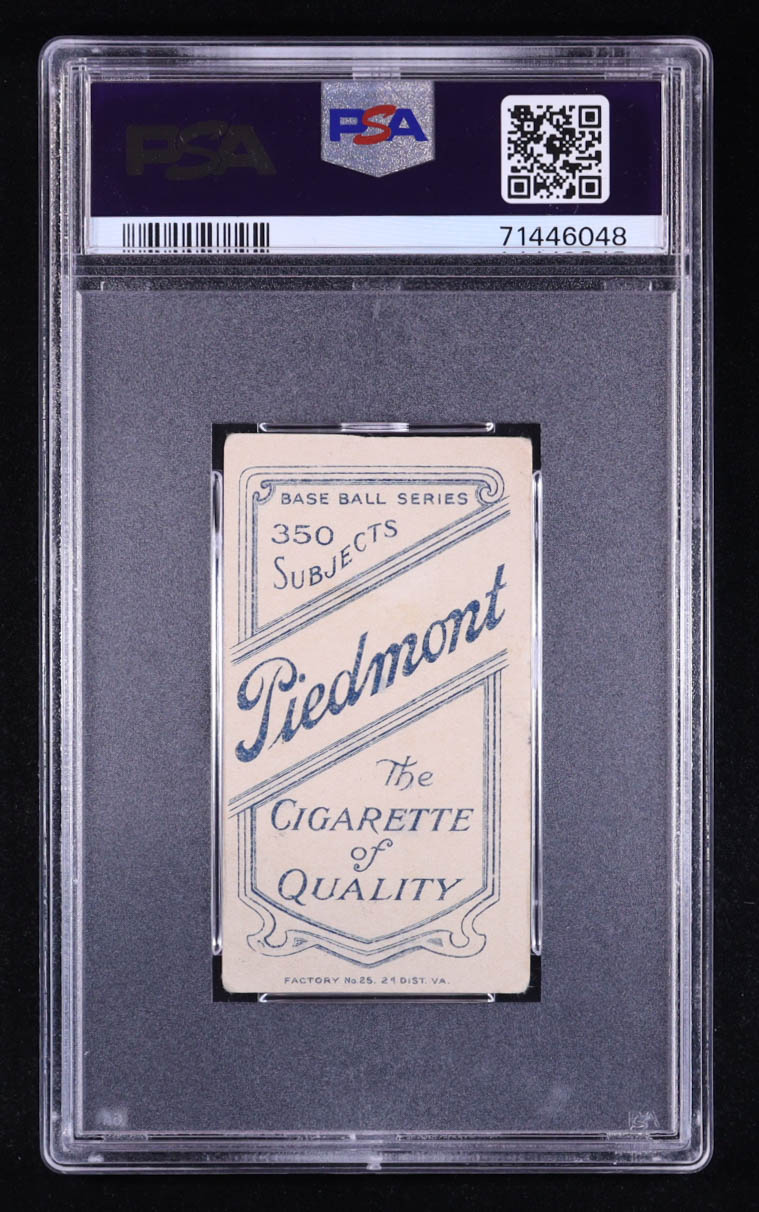 PSA
PSA
71446048
BASE BALL SERIES
350
SUBJECTS
Piedmont
The
CIGARETTE
of
QUALITY
FACTORY No. 25. 2ᴺᴰ DIST. VA.
PSA